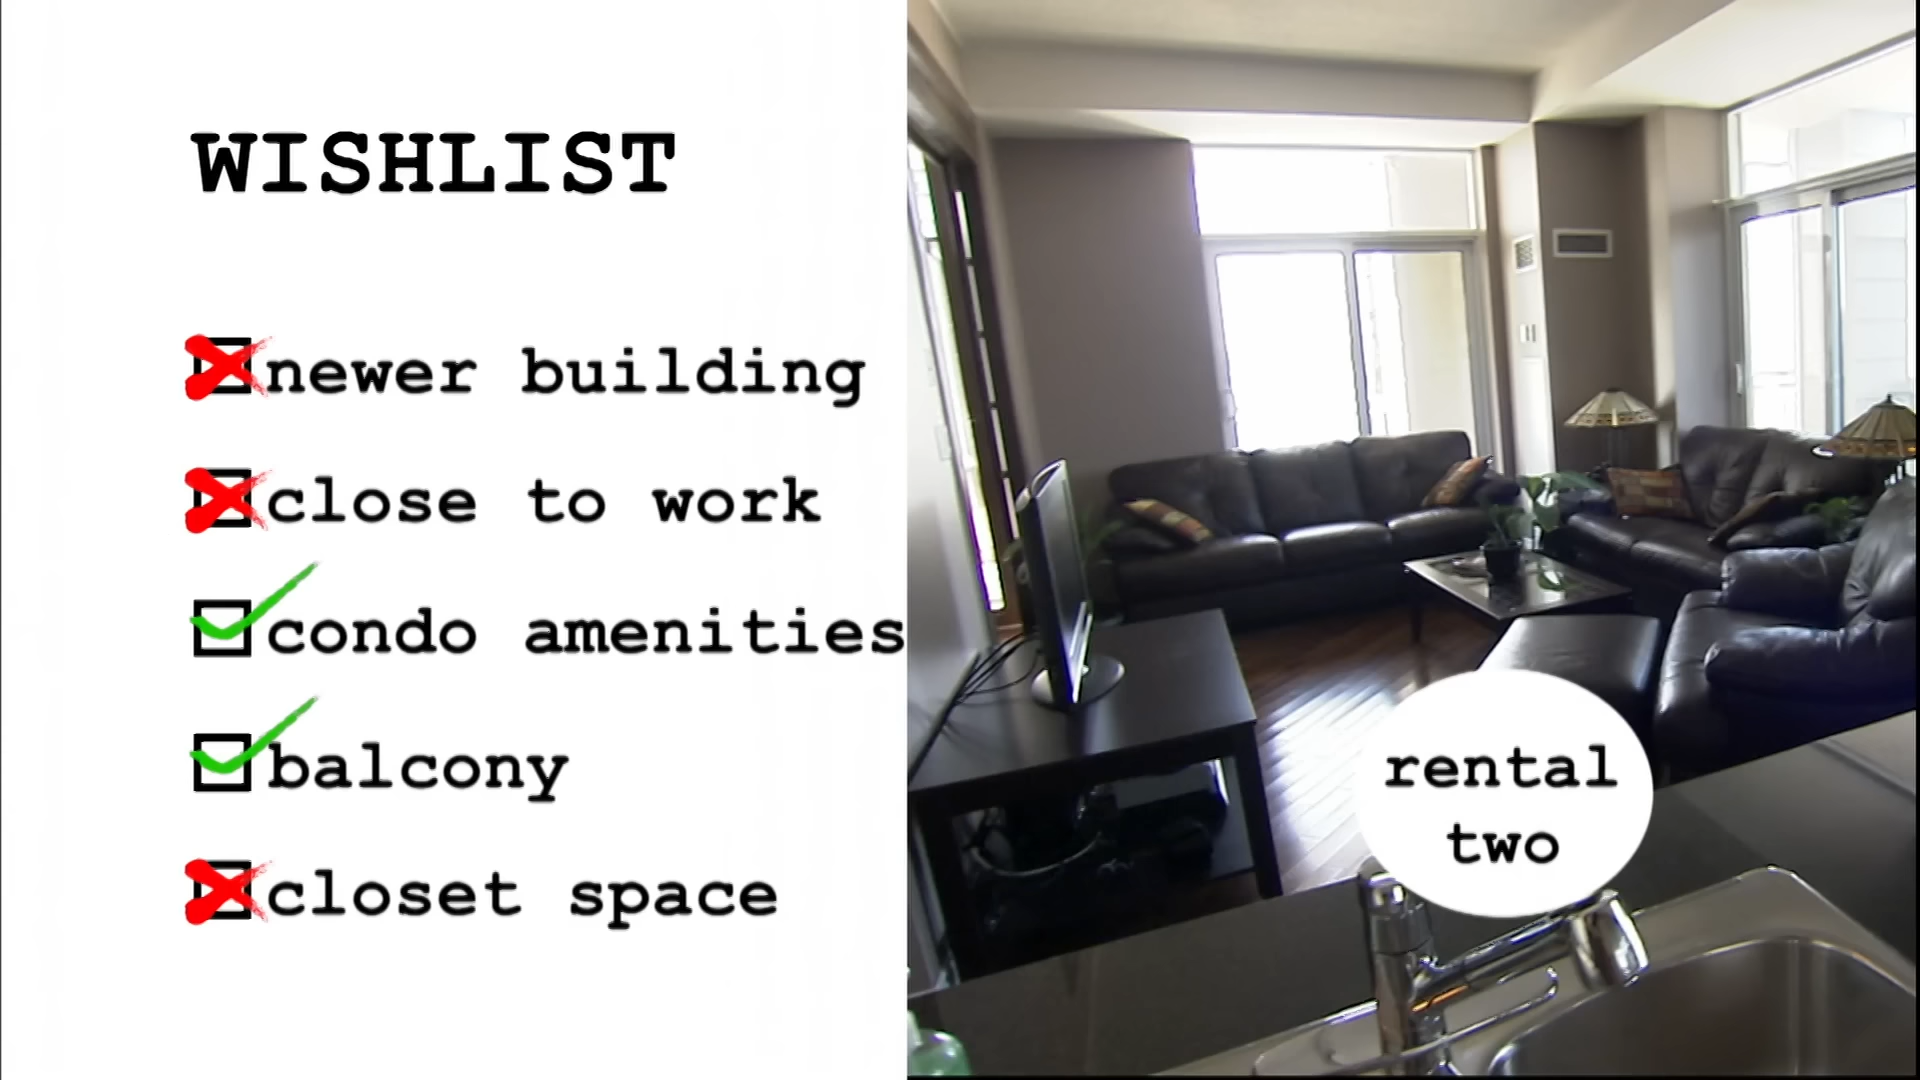 WISHLIST
newer building
close to work
condo amenities
balcony
closet space
rental
two